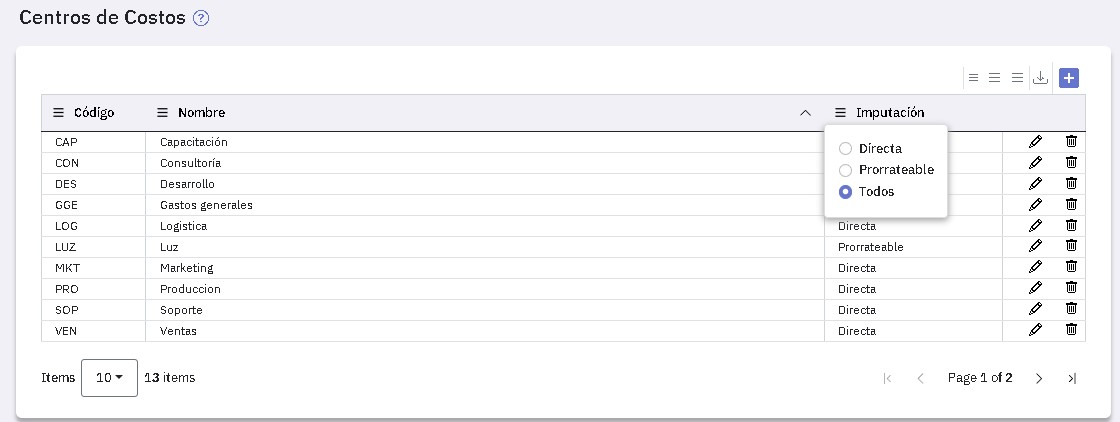 Centros de Costos ?
Código Nombre Imputación
Directa
Prorrateable
Todos
CAP Capacitación
CON Consultoría
DES Desarrollo
GGE Gastos generales
LOG Logistica Directa
LUZ Luz Prorrateable
MKT Marketing Directa
PRO Produccion Directa
SOP Soporte Directa
VEN Ventas Directa
Items 10 13 items Page 1 of 2